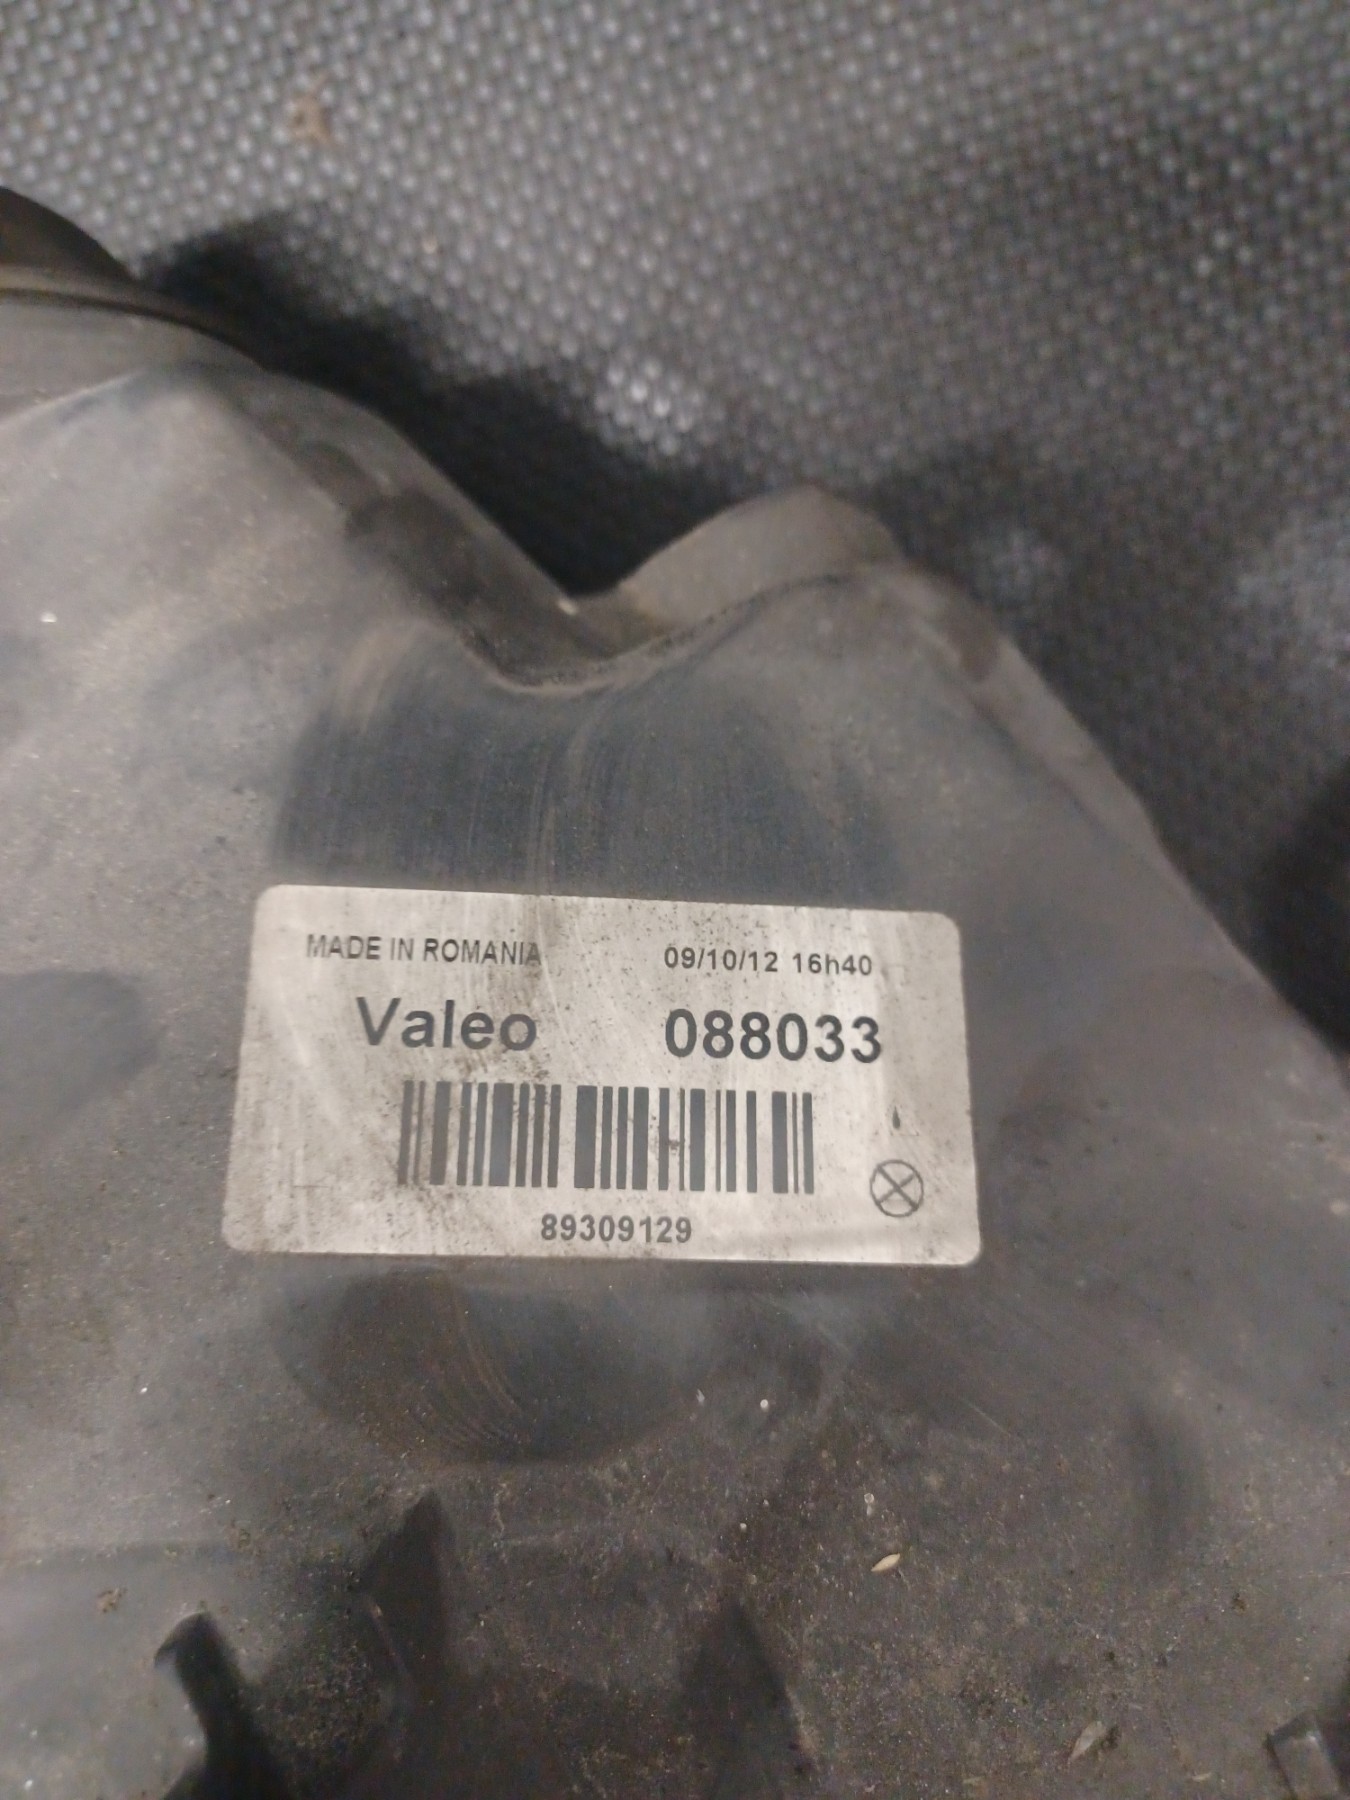 MADE IN ROMANIA 09/10/12 16h40
Valeo 088033
89309129